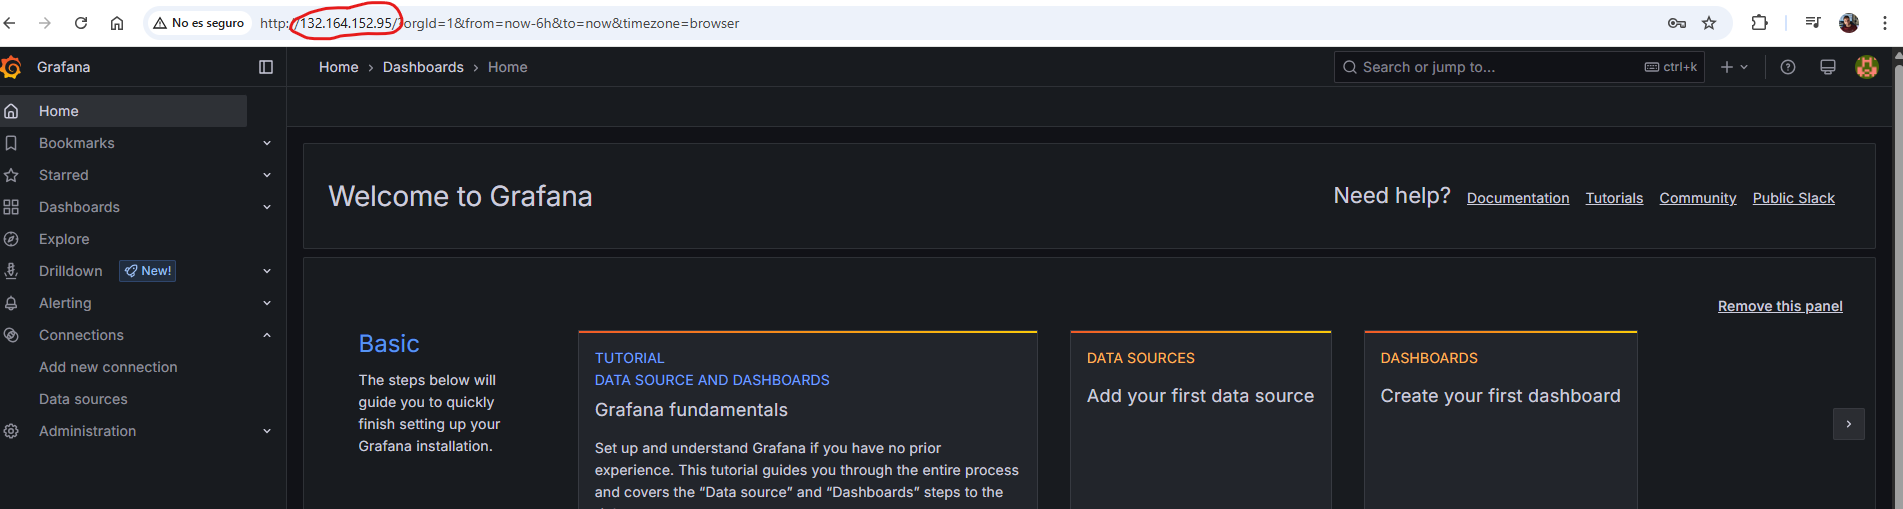 No es seguro http://132.164.152.95/?orgId=1&from=now-6h&to=now&timezone=browser
Grafana
Home › Dashboards › Home
Search or jump to... ctrl+k
Home
Bookmarks
Starred
Dashboards
Explore
Drilldown New!
Alerting
Connections
Add new connection
Data sources
Administration
Welcome to Grafana
Need help? Documentation Tutorials Community Public Slack
Remove this panel
Basic
The steps below will
guide you to quickly
finish setting up your
Grafana installation.
TUTORIAL
DATA SOURCE AND DASHBOARDS
Grafana fundamentals
Set up and understand Grafana if you have no prior
experience. This tutorial guides you through the entire process
and covers the “Data source” and “Dashboards” steps to the
DATA SOURCES
Add your first data source
DASHBOARDS
Create your first dashboard